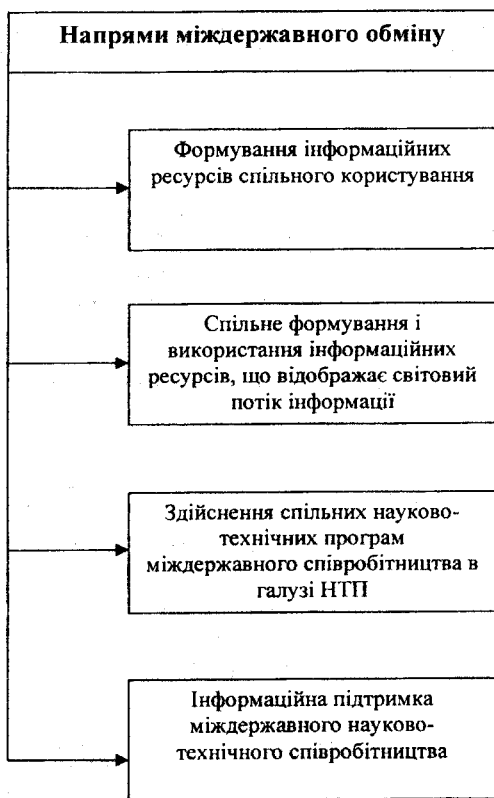 Напрями міждержавного обміну
Формування інформаційних
ресурсів спільного користування
Спільне формування і
використання інформаційних
ресурсів, що відображає світовий
потік інформації
Здійснення спільних науково-
технічних програм
міждержавного співробітництва в
галузі НТП
Інформаційна підтримка
міждержавного науково-
технічного співробітництва